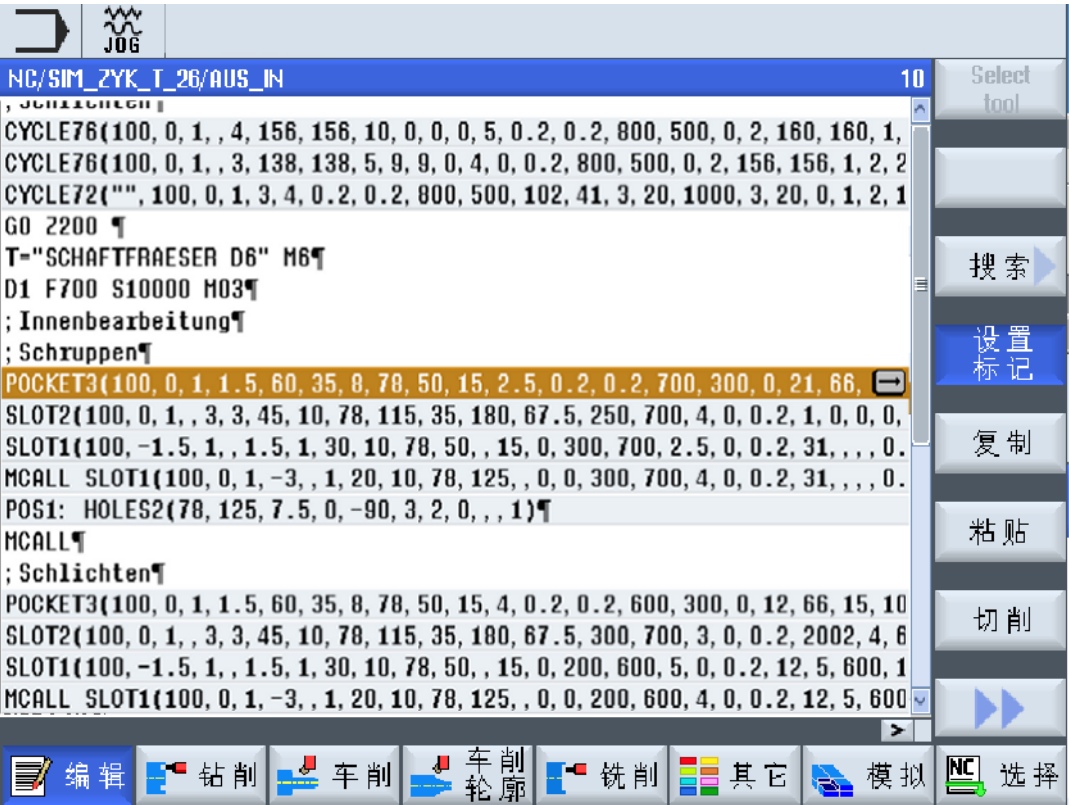 JOG
NC/SIM_ZYK_T_26/AUS_IN 10
; Schlichten¶
CYCLE76(100, 0, 1, , 4, 156, 156, 10, 0, 0, 0, 5, 0.2, 0.2, 800, 500, 0, 2, 160, 160, 1,
CYCLE76(100, 0, 1, , 3, 138, 138, 5, 9, 9, 0, 4, 0, 0.2, 800, 500, 0, 2, 156, 156, 1, 2, 2
CYCLE72("", 100, 0, 1, 3, 4, 0.2, 0.2, 800, 500, 102, 41, 3, 20, 1000, 3, 20, 0, 1, 2, 1
G0 Z200 ¶
T="SCHAFTFRAESER D6" M6¶
D1 F700 S10000 M03¶
; Innenbearbeitung¶
; Schruppen¶
POCKET3(100, 0, 1, 1.5, 60, 35, 8, 78, 50, 15, 2.5, 0.2, 0.2, 700, 300, 0, 21, 66,
SLOT2(100, 0, 1, , 3, 3, 45, 10, 78, 115, 35, 180, 67.5, 250, 700, 4, 0, 0.2, 1, 0, 0, 0,
SLOT1(100, -1.5, 1, , 1.5, 1, 30, 10, 78, 50, , 15, 0, 300, 700, 2.5, 0, 0.2, 31, , , , 0.
MCALL SLOT1(100, 0, 1, -3, , 1, 20, 10, 78, 125, , 0, 0, 300, 700, 4, 0, 0.2, 31, , , , 0.
POS1: HOLES2(78, 125, 7.5, 0, -90, 3, 2, 0, , , 1)¶
MCALL¶
; Schlichten¶
POCKET3(100, 0, 1, 1.5, 60, 35, 8, 78, 50, 15, 4, 0.2, 0.2, 600, 300, 0, 12, 66, 15, 10
SLOT2(100, 0, 1, , 3, 3, 45, 10, 78, 115, 35, 180, 67.5, 300, 700, 3, 0, 0.2, 2002, 4, 6
SLOT1(100, -1.5, 1, , 1.5, 1, 30, 10, 78, 50, , 15, 0, 200, 600, 5, 0, 0.2, 12, 5, 600, 1
MCALL SLOT1(100, 0, 1, -3, , 1, 20, 10, 78, 125, , 0, 0, 200, 600, 4, 0, 0.2, 12, 5, 600
Select
tool
搜索
设置
标记
复制
粘贴
切削
编辑
钻削
车削
车削
轮廓
铣削
其它
模拟
NC 选择